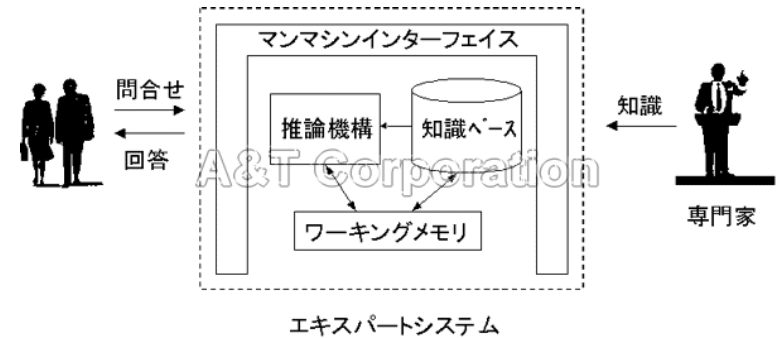 マンマシンインターフェイス
問合せ
回答
推論機構
知識ベース
ワーキングメモリ
知識
専門家
A&T Corporation
エキスパートシステム